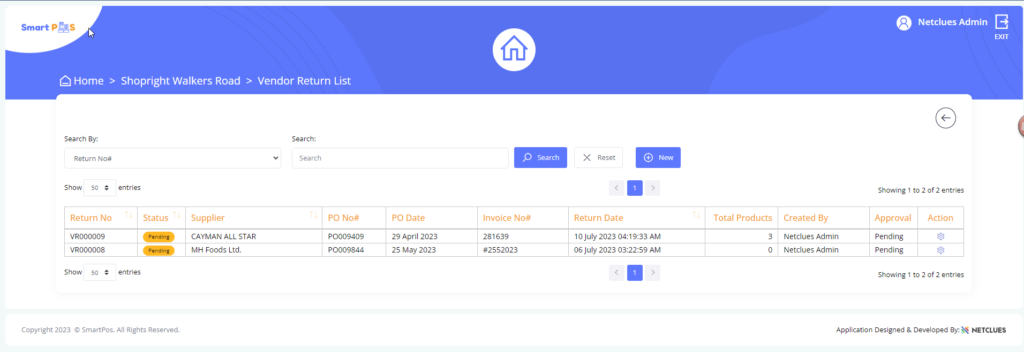 Smart POS
Netclues Admin
EXIT
Home > Shopright Walkers Road > Vendor Return List
Search By: Search:
Return No# Search Search Reset New
Show 50 entries < 1 > Showing 1 to 2 of 2 entries
Return No Status Supplier PO No# PO Date Invoice No# Return Date Total Products Created By Approval Action
VR000009 Pending CAYMAN ALL STAR PO009409 29 April 2023 281639 10 July 2023 04:19:33 AM 3 Netclues Admin Pending
VR000008 Pending MH Foods Ltd. PO009844 25 May 2023 #2552023 06 July 2023 03:22:59 AM 0 Netclues Admin Pending
Show 50 entries < 1 > Showing 1 to 2 of 2 entries
Copyright 2023 © SmartPos. All Rights Reserved. Application Designed & Developed By: NETCLUES